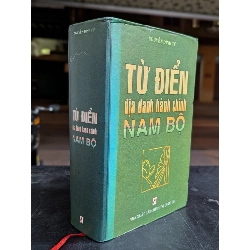 TỪ ĐIỂN
địa danh hành chính
NAM BỘ
TỪ ĐIỂN
địa danh hành chính
NAM BỘ